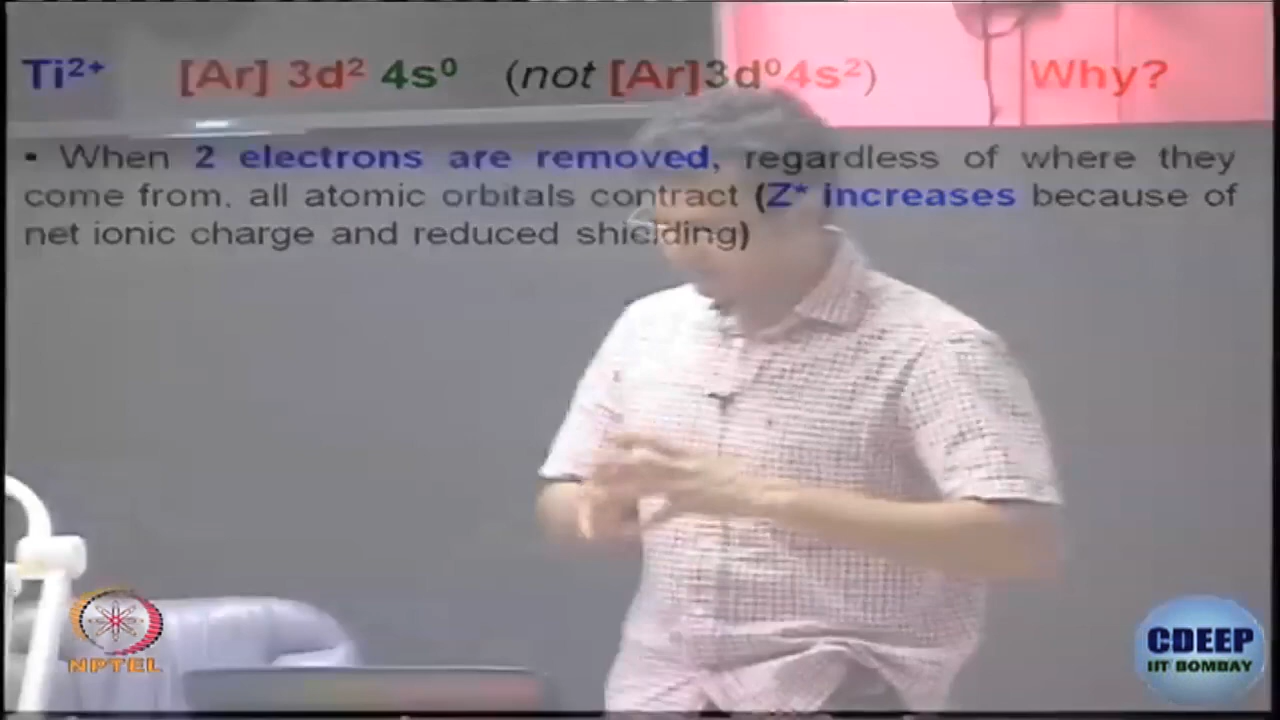 Ti²⁺ [Ar] 3d² 4s⁰ (not [Ar]3d⁰4s²) Why?
▪ When 2 electrons are removed, regardless of where they
come from, all atomic orbitals contract (Z* increases because of
net ionic charge and reduced shielding)
NPTEL
CDEEP
IIT BOMBAY